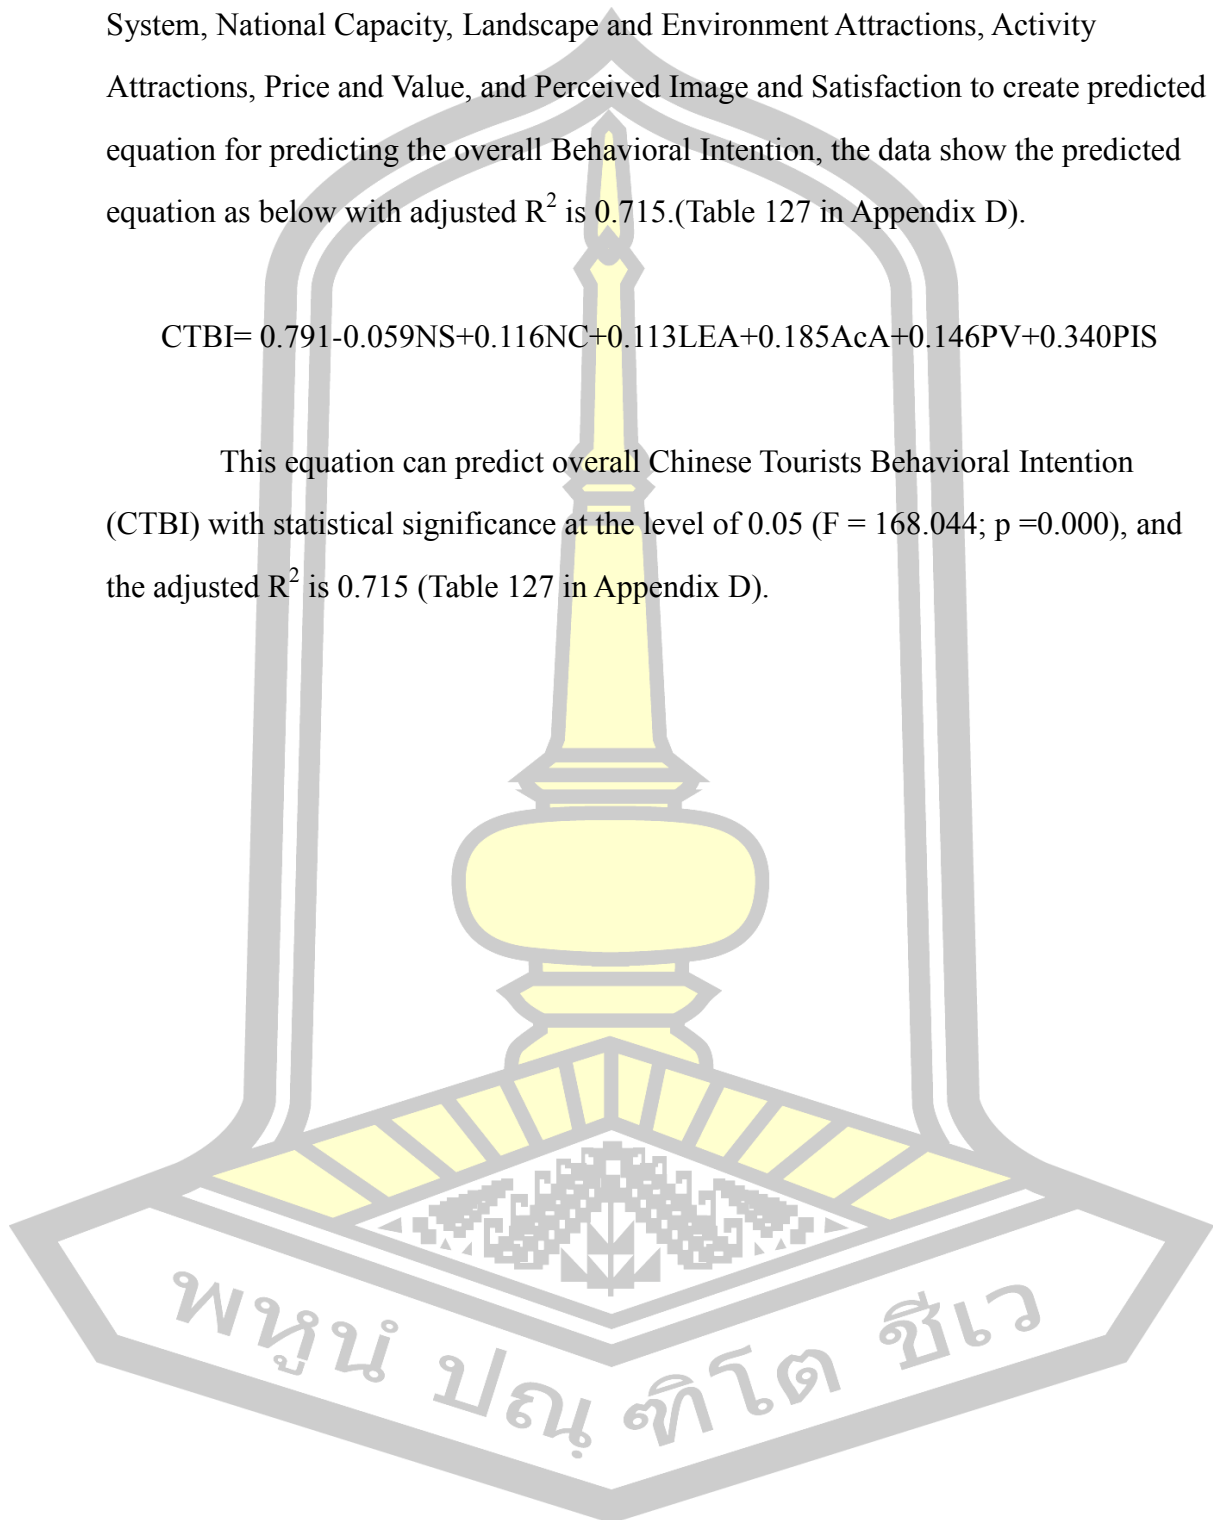 System, National Capacity, Landscape and Environment Attractions, Activity
Attractions, Price and Value, and Perceived Image and Satisfaction to create predicted
equation for predicting the overall Behavioral Intention, the data show the predicted
equation as below with adjusted R² is 0.715.(Table 127 in Appendix D).
CTBI= 0.791-0.059NS+0.116NC+0.113LEA+0.185AcA+0.146PV+0.340PIS
This equation can predict overall Chinese Tourists Behavioral Intention
(CTBI) with statistical significance at the level of 0.05 (F = 168.044; p =0.000), and
the adjusted R² is 0.715 (Table 127 in Appendix D).
พหูนํ ปณฺ ฑิโต ชีเว